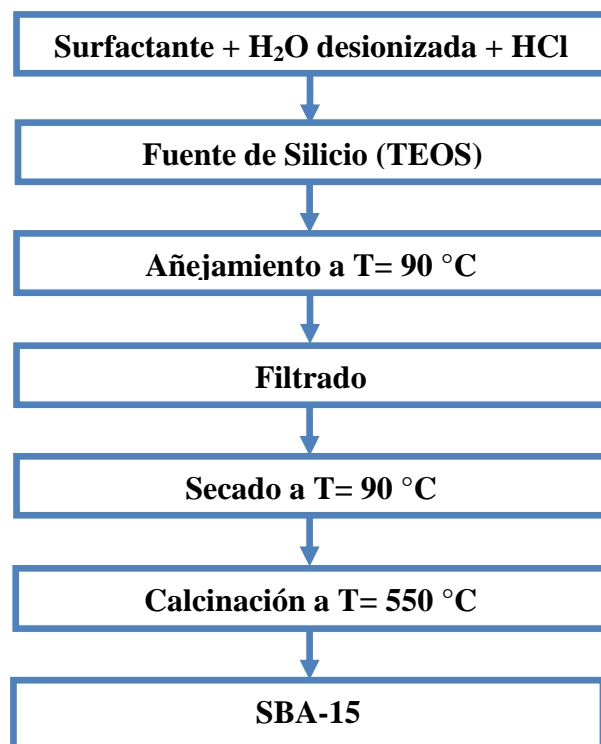 Surfactante + H₂O desionizada + HCl
Fuente de Silicio (TEOS)
Añejamiento a T= 90 °C
Filtrado
Secado a T= 90 °C
Calcinación a T= 550 °C
SBA-15